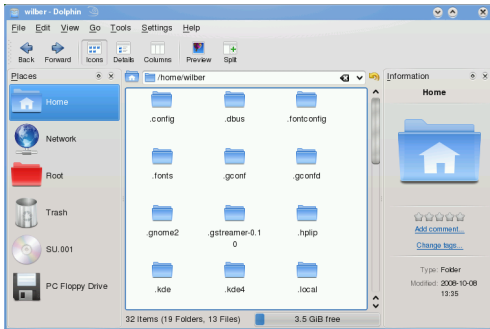 wilber - Dolphin
File Edit View Go Tools Settings Help
Back Forward Icons Details Columns Preview Split
Places
/home/wilber
Information
Home
Network
Root
Trash
SU.001
PC Floppy Drive
.config .dbus .fontconfig
.fonts .gconf .gconfd
.gnome2 .gstreamer-0.1
0
.hplip
.kde .kde4 .local
32 Items (19 Folders, 13 Files)
3.5 GiB free
Home
Add comment...
Change tags...
Type: Folder
Modified: 2008-10-08
13:35